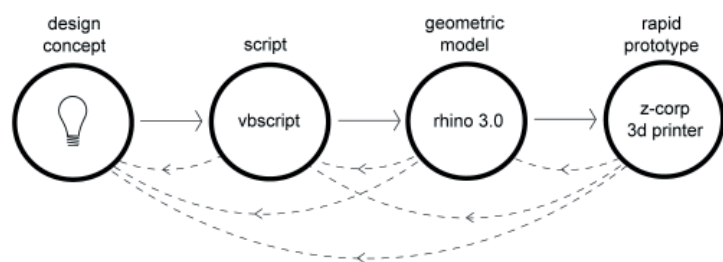 design
concept
script
geometric
model
rapid
prototype
vbscript
rhino 3.0
z-corp
3d printer